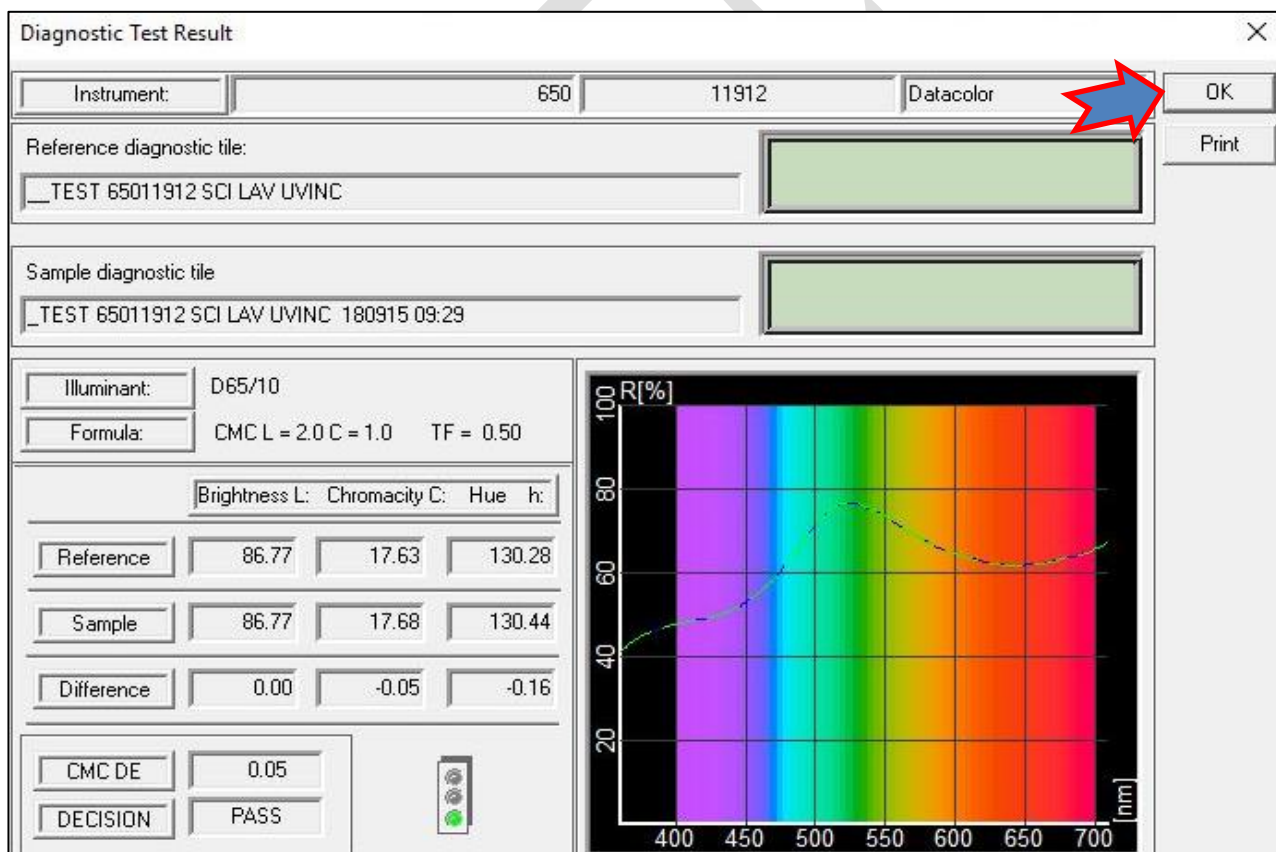 Diagnostic Test Result
Instrument: 650 11912 Datacolor OK
Print
Reference diagnostic tile:
__TEST 65011912 SCI LAV UVINC
Sample diagnostic tile
_TEST 65011912 SCI LAV UVINC 180915 09:29
Illuminant: D65/10
Formula: CMC L = 2.0 C = 1.0 TF = 0.50
Brightness L: Chromacity C: Hue h:
Reference 86.77 17.63 130.28
Sample 86.77 17.68 130.44
Difference 0.00 -0.05 -0.16
CMC DE 0.05
DECISION PASS
R[%]
100
80
60
40
20
[nm]
400 450 500 550 600 650 700